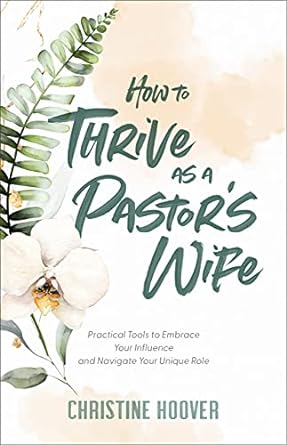 How to
Thrive
as a
Pastor's
Wife
Practical Tools to Embrace
Your Influence
and Navigate Your Unique Role
CHRISTINE HOOVER